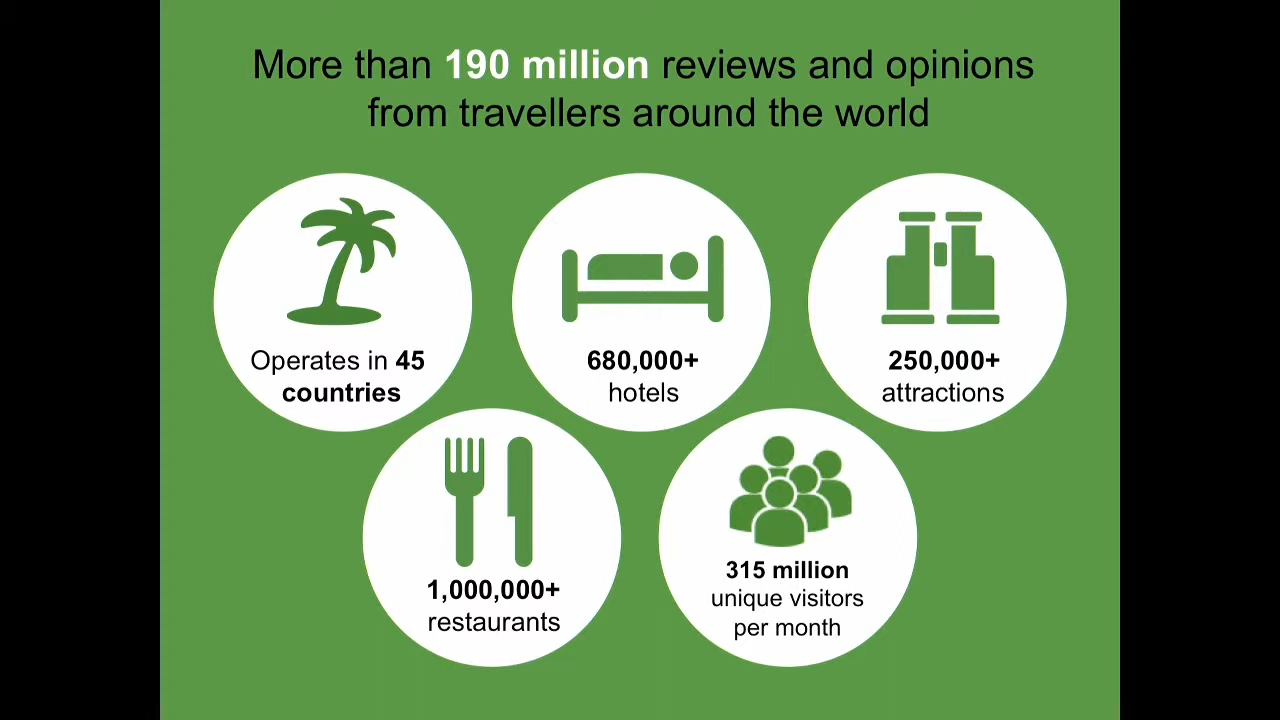 More than 190 million reviews and opinions
from travellers around the world
Operates in 45
countries
680,000+
hotels
250,000+
attractions
1,000,000+
restaurants
315 million
unique visitors
per month